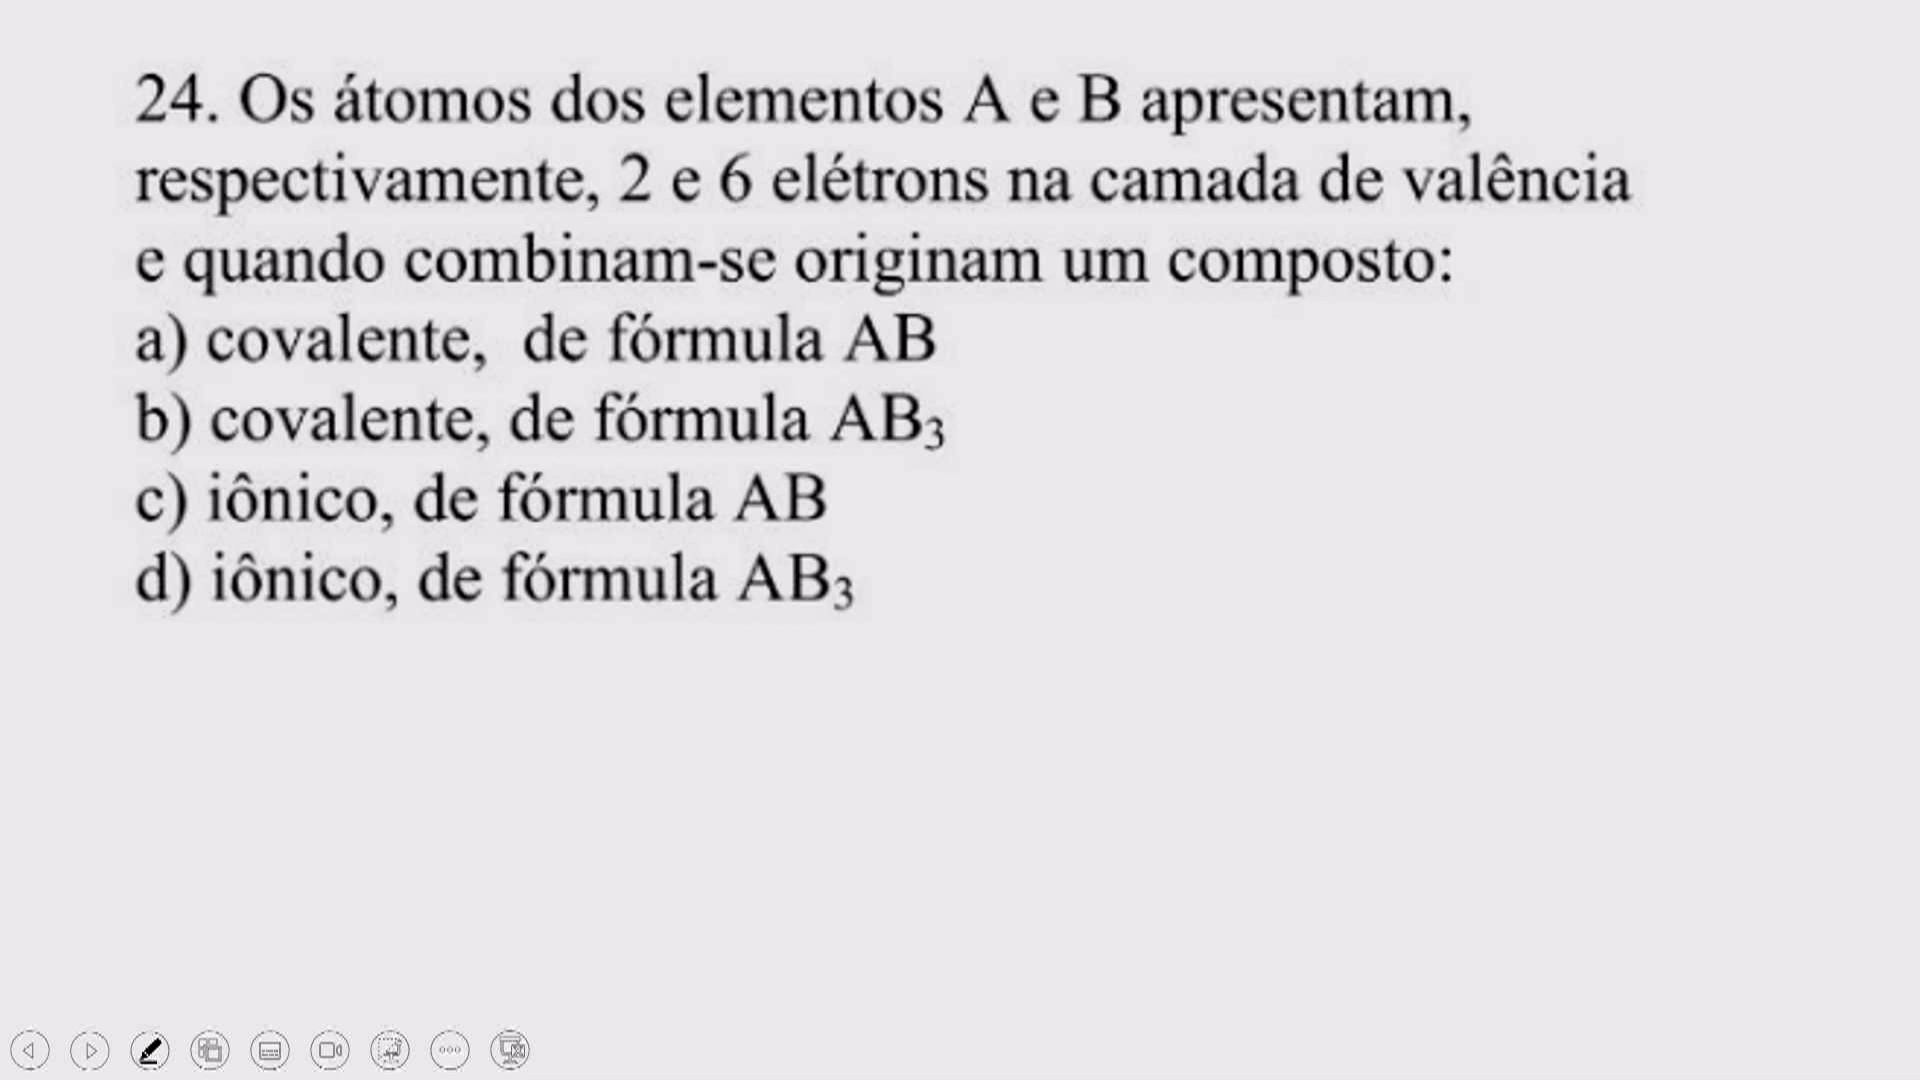 24. Os átomos dos elementos A e B apresentam,
respectivamente, 2 e 6 elétrons na camada de valência
e quando combinam-se originam um composto:
a) covalente, de fórmula AB
b) covalente, de fórmula AB₃
c) iônico, de fórmula AB
d) iônico, de fórmula AB₃